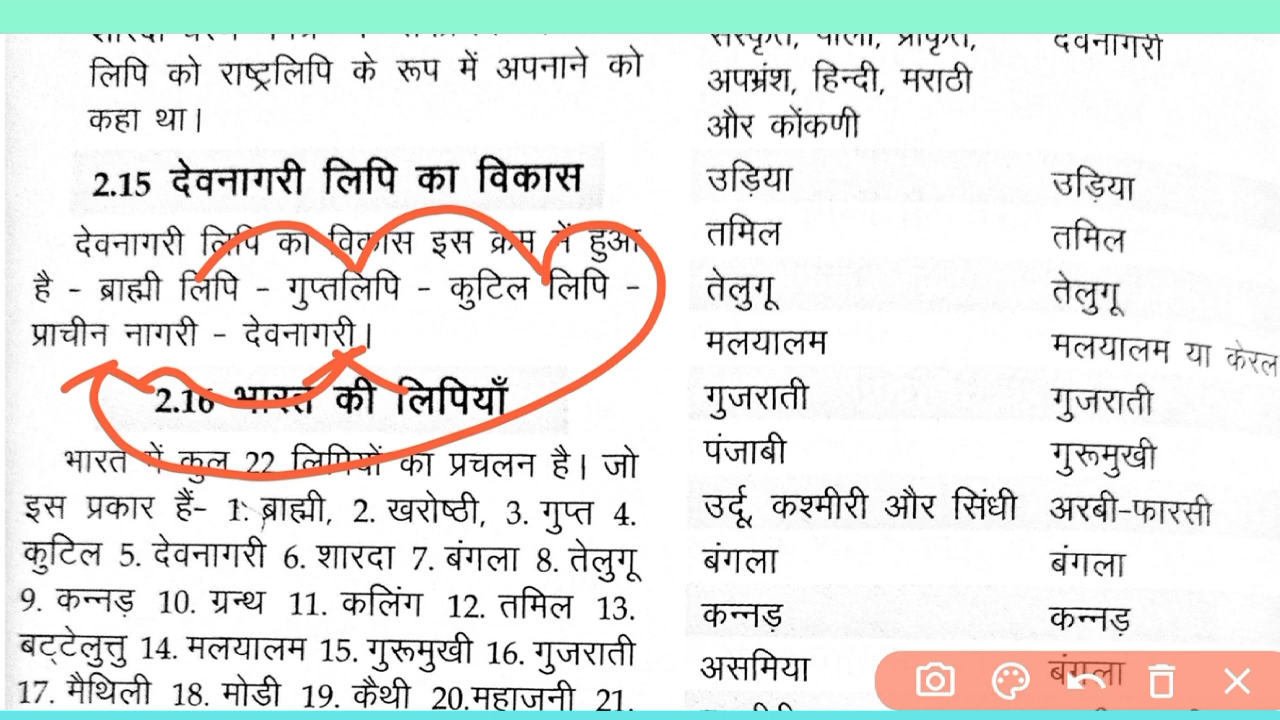 लिपि को राष्ट्रलिपि के रूप में अपनाने को
कहा था।
2.15 देवनागरी लिपि का विकास
देवनागरी लिपि का विकास इस क्रम में हुआ
है - ब्राह्मी लिपि - गुप्तलिपि - कुटिल लिपि -
प्राचीन नागरी - देवनागरी।
2.16 भारत की लिपियाँ
भारत में कुल 22 लिपियों का प्रचलन है। जो
इस प्रकार हैं- 1. ब्राह्मी, 2. खरोष्ठी, 3. गुप्त 4.
कुटिल 5. देवनागरी 6. शारदा 7. बंगला 8. तेलुगू
9. कन्नड़ 10. ग्रन्थ 11. कलिंग 12. तमिल 13.
बट्टेलुत्तु 14. मलयालम 15. गुरूमुखी 16. गुजराती
17. मैथिली 18. मोडी 19. कैथी 20.महाजनी 21.
संस्कृत, पाली, प्राकृत, देवनागरी
अपभ्रंश, हिन्दी, मराठी
और कोंकणी
उड़िया उड़िया
तमिल तमिल
तेलुगू तेलुगू
मलयालम मलयालम या केरल
गुजराती गुजराती
पंजाबी गुरूमुखी
उर्दू, कश्मीरी और सिंधी अरबी-फारसी
बंगला बंगला
कन्नड़ कन्नड़
असमिया बंगला